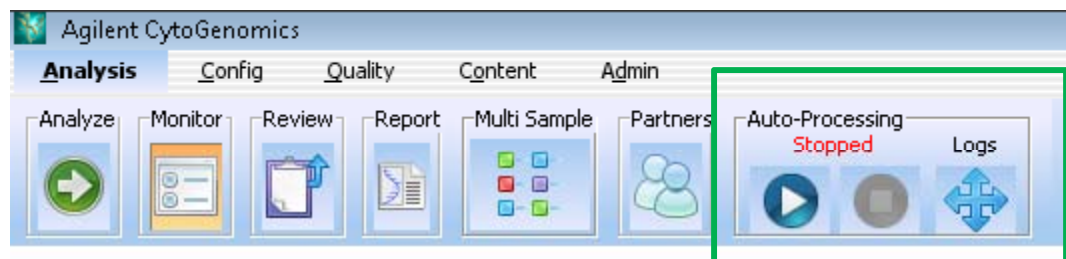 Agilent CytoGenomics
Analysis Config Quality Content Admin
Analyze Monitor Review Report Multi Sample Partners Auto-Processing
Stopped Logs